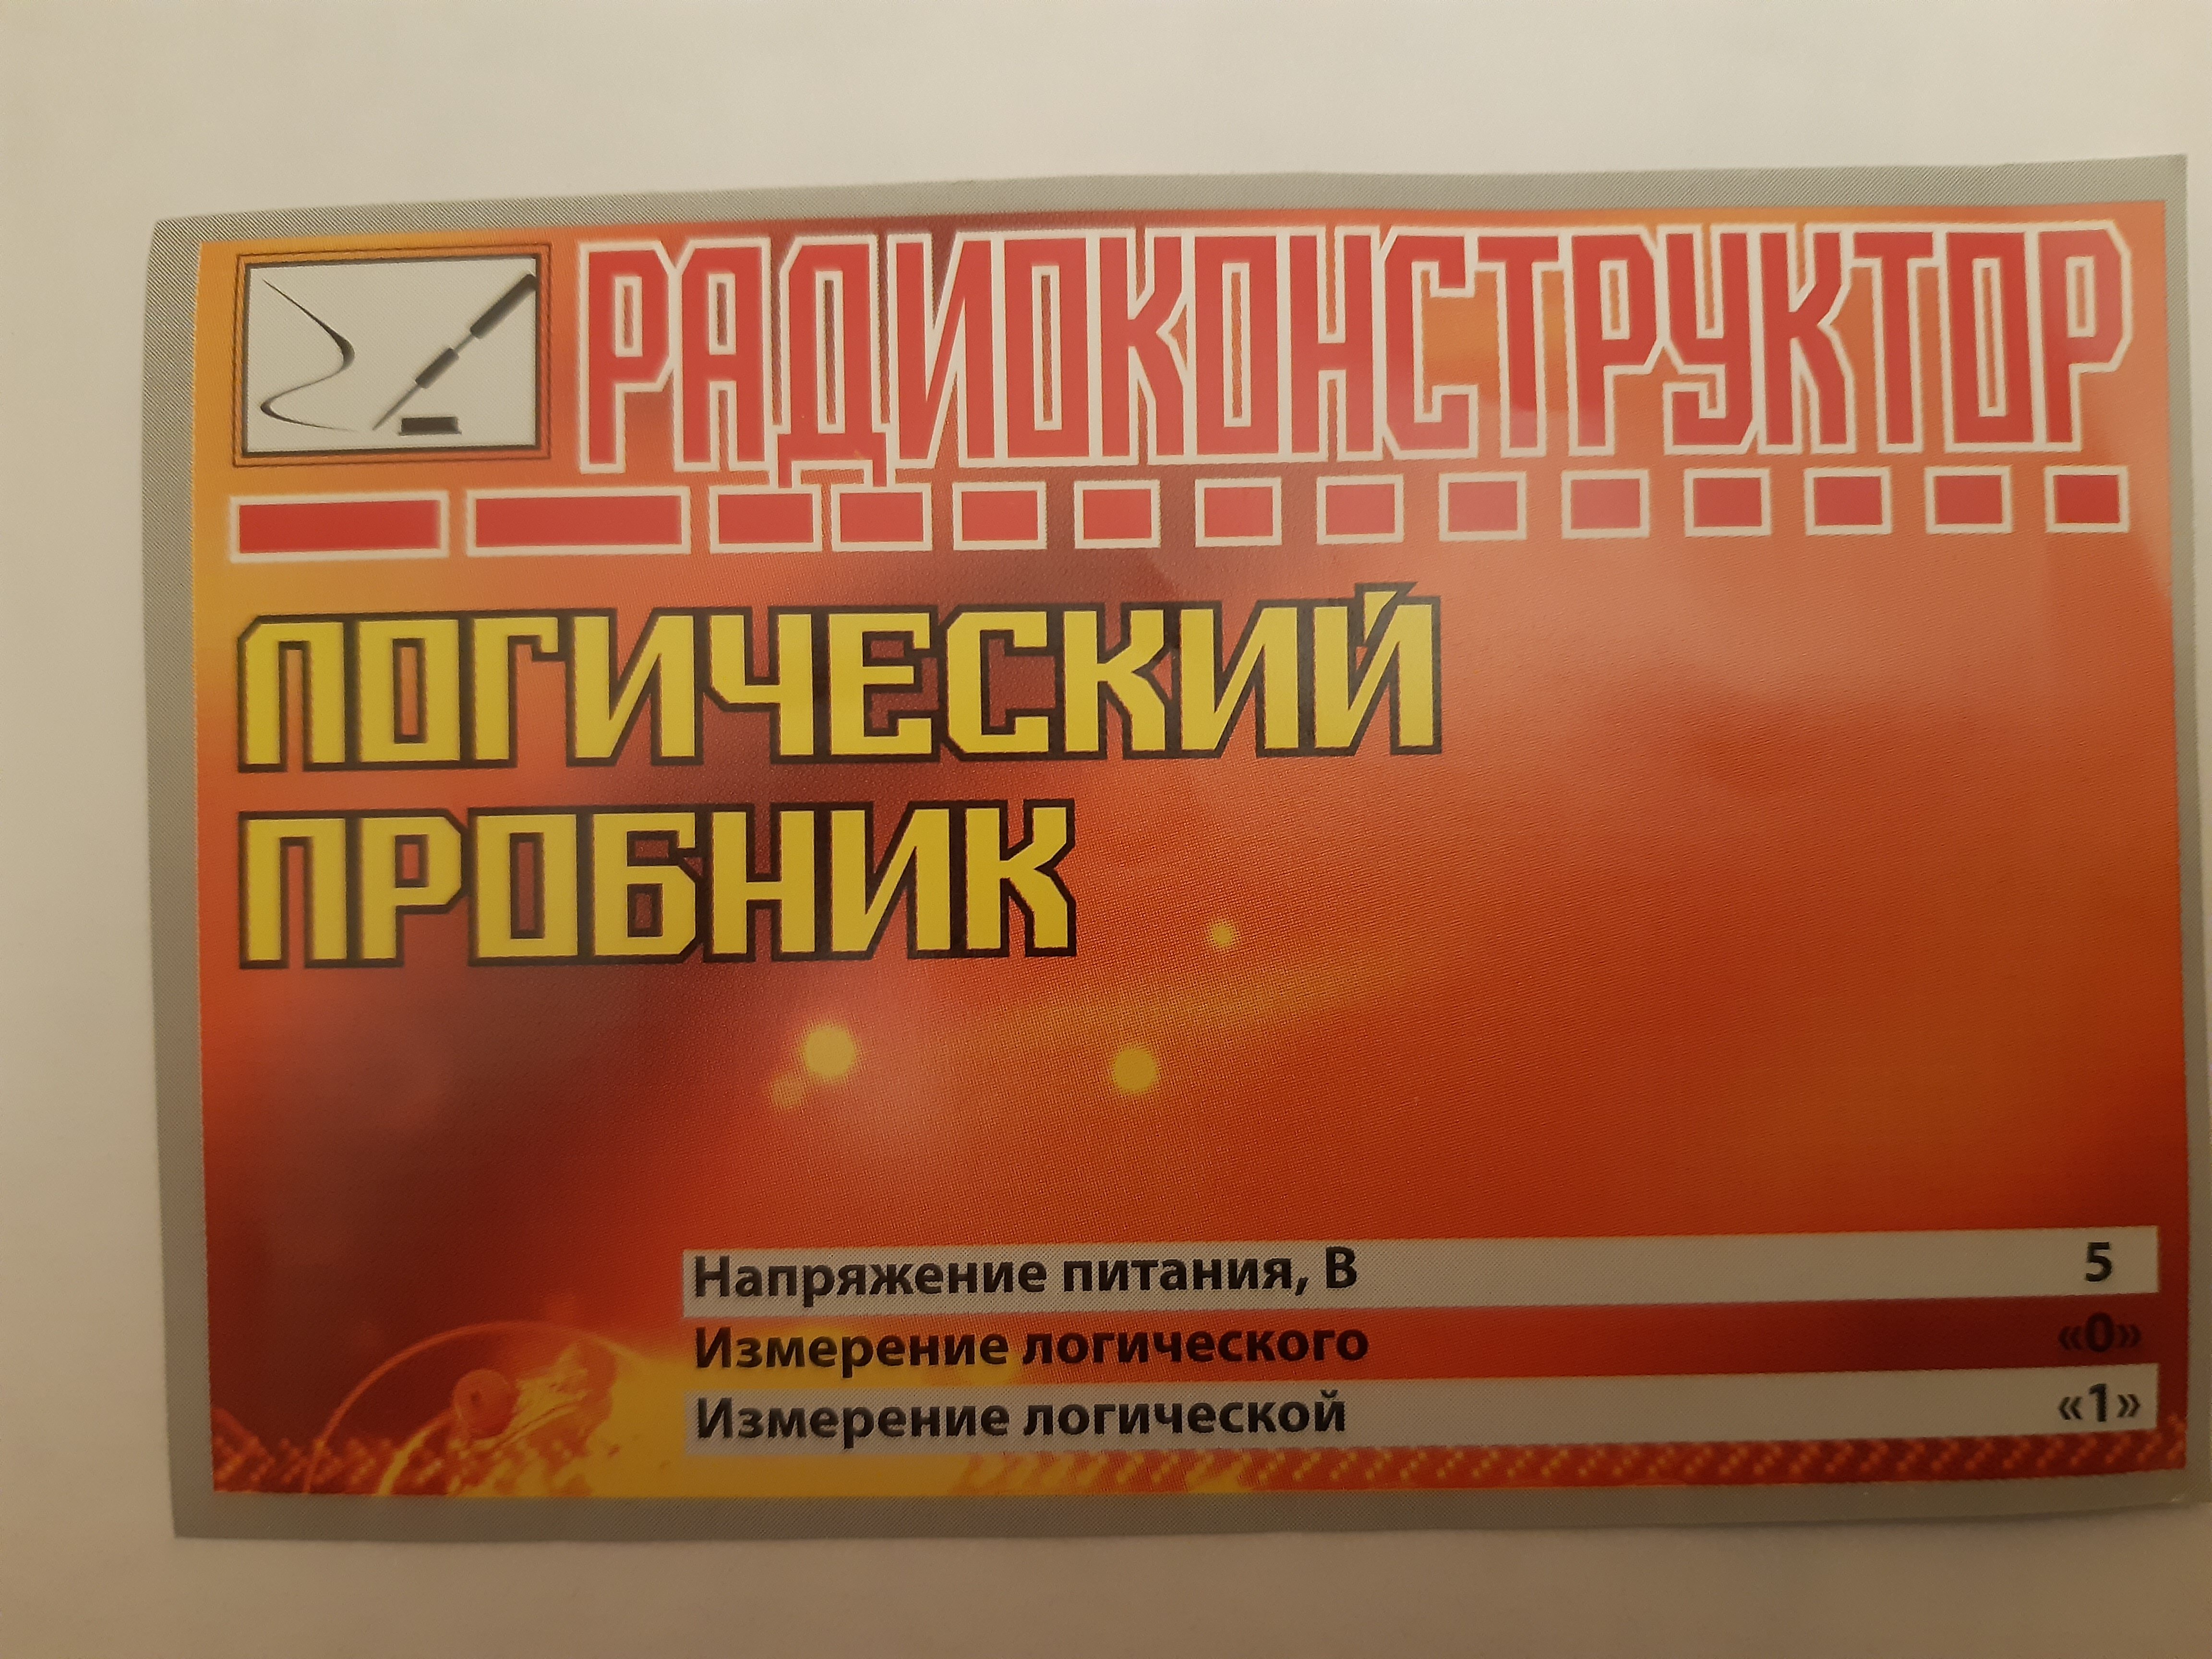 РАДИОКОНСТРУКТОР
ЛОГИЧЕСКИЙ
ПРОБНИК
Напряжение питания, В 5
Измерение логического «0»
Измерение логической «1»